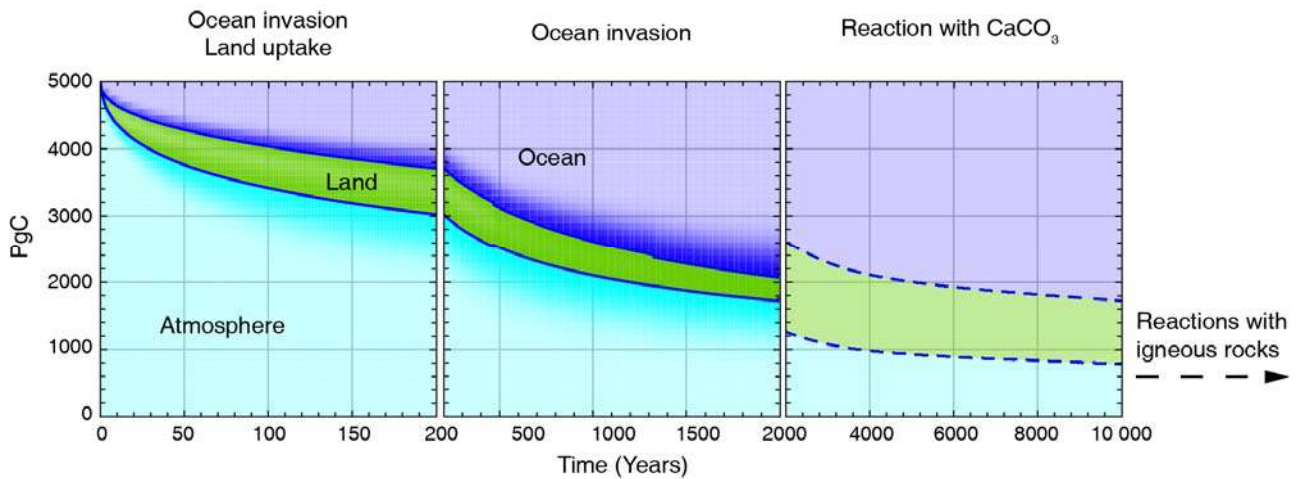 Ocean invasion
Land uptake
Ocean invasion
Reaction with CaCO₃
5000
4000
3000
2000
1000
0
PgC
Ocean
Land
Atmosphere
Reactions with
igneous rocks
0 50 100 150 200 500 1000 1500 2000 4000 6000 8000 10 000
Time (Years)